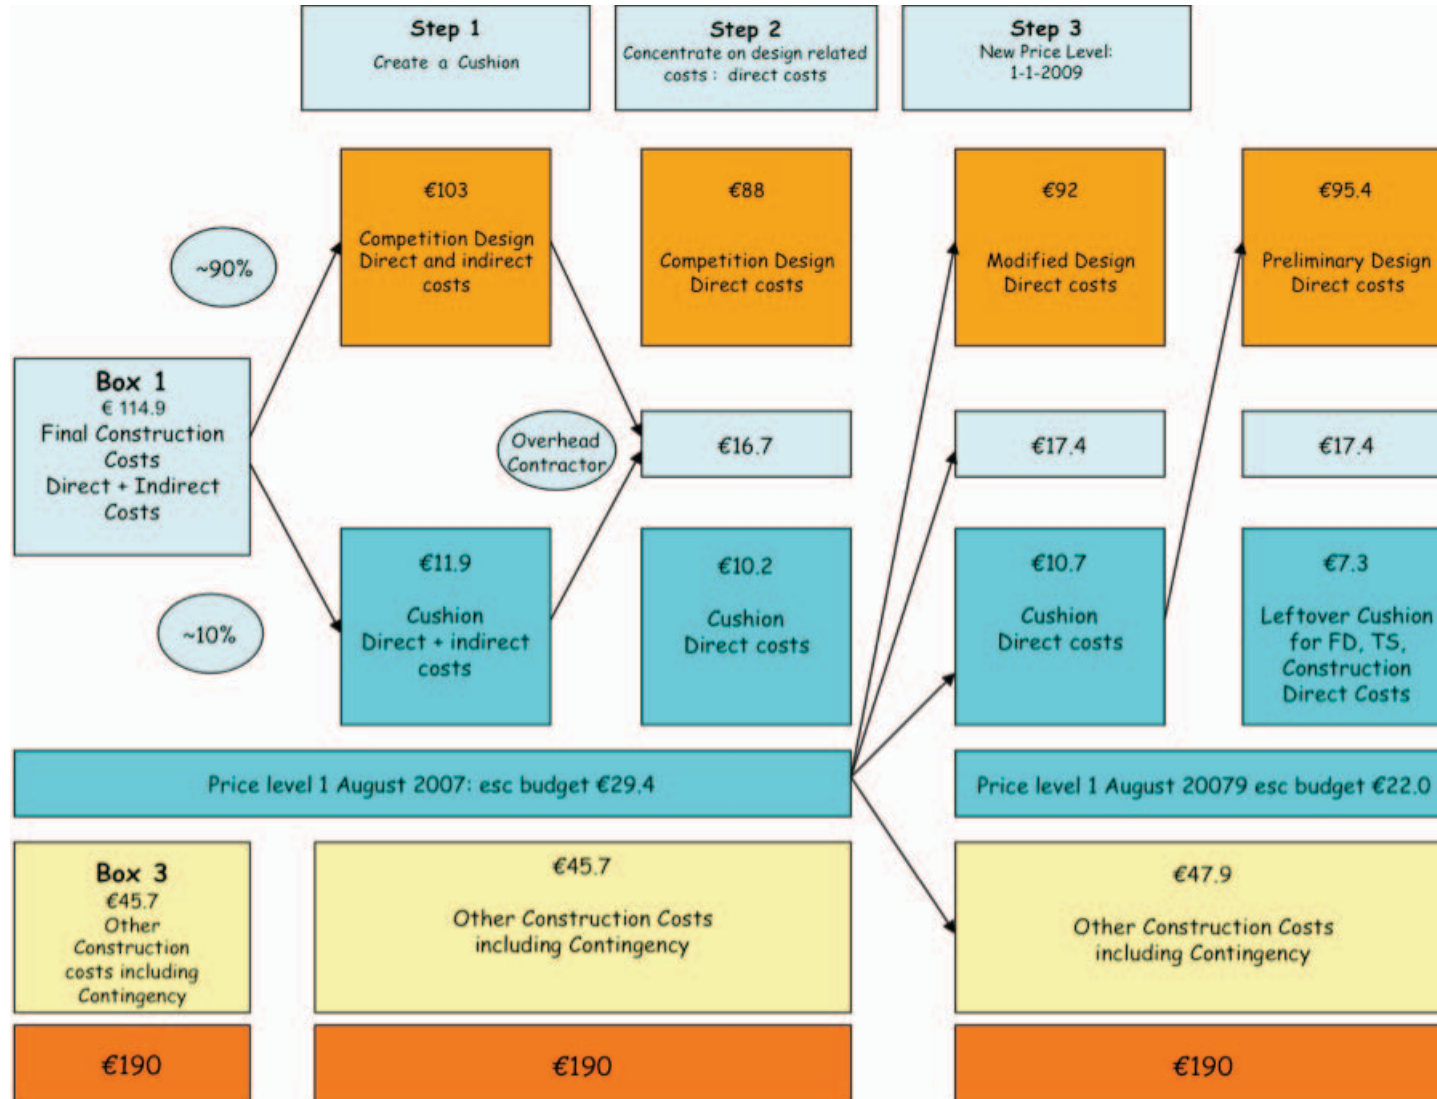 Step 1
Create a Cushion
Step 2
Concentrate on design related
costs : direct costs
Step 3
New Price Level:
1-1-2009
~90%
€103
Competition Design
Direct and indirect
costs
€88
Competition Design
Direct costs
€92
Modified Design
Direct costs
€95.4
Preliminary Design
Direct costs
Box 1
€ 114.9
Final Construction
Costs
Direct + Indirect
Costs
Overhead
Contractor
€16.7
€17.4
€17.4
~10%
€11.9
Cushion
Direct + indirect
costs
€10.2
Cushion
Direct costs
€10.7
Cushion
Direct costs
€7.3
Leftover Cushion
for FD, TS,
Construction
Direct Costs
Price level 1 August 2007: esc budget €29.4
Price level 1 August 20079 esc budget €22.0
Box 3
€45.7
Other
Construction
costs including
Contingency
€45.7
Other Construction Costs
including Contingency
€47.9
Other Construction Costs
including Contingency
€190
€190
€190